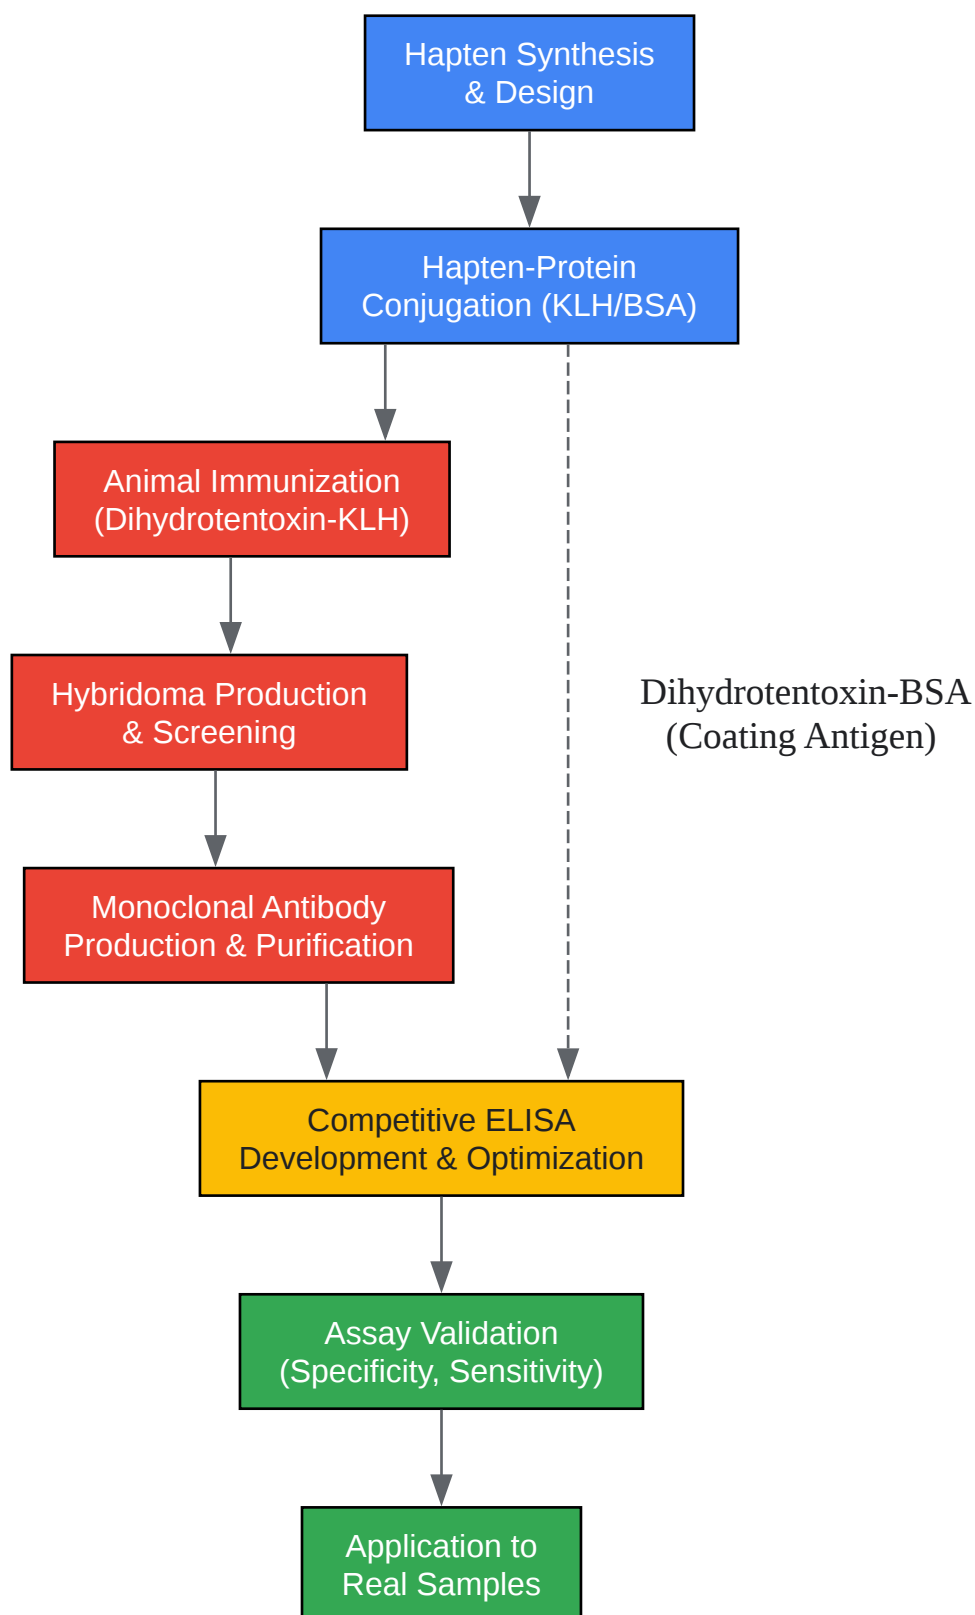 Hapten Synthesis
& Design
Hapten-Protein
Conjugation (KLH/BSA)
Animal Immunization
(Dihydrotentoxin-KLH)
Hybridoma Production
& Screening
Dihydrotentoxin-BSA
(Coating Antigen)
Monoclonal Antibody
Production & Purification
Competitive ELISA
Development & Optimization
Assay Validation
(Specificity, Sensitivity)
Application to
Real Samples